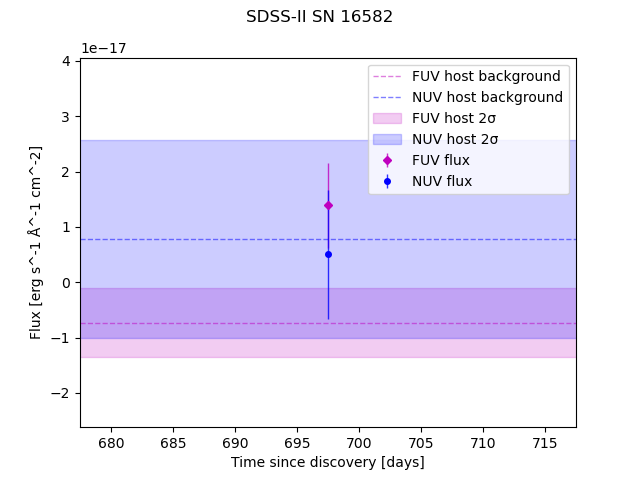 SDSS-II SN 16582
1e−17
FUV host background
NUV host background
FUV host 2σ
NUV host 2σ
FUV flux
NUV flux
4
3
2
1
0
−1
−2
Flux [erg s^-1 Å^-1 cm^-2]
680 685 690 695 700 705 710 715
Time since discovery [days]